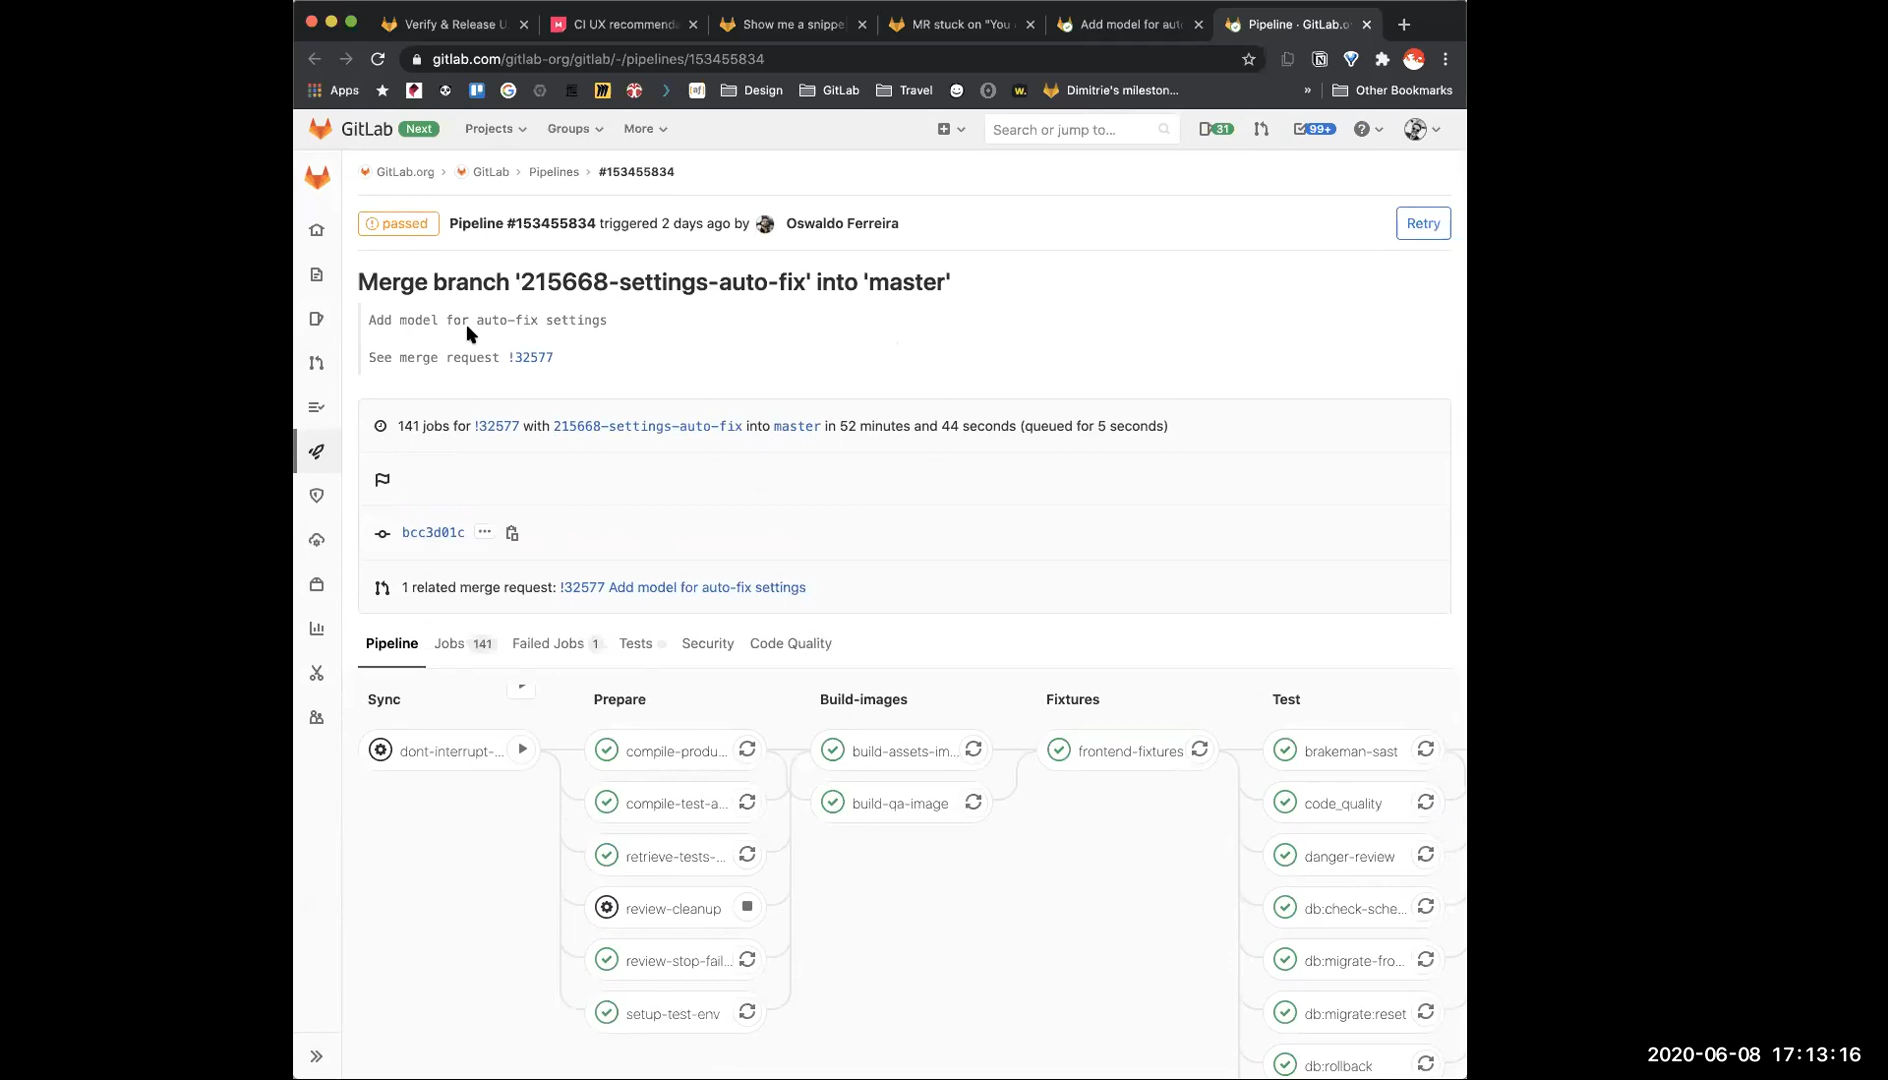 Verify & Release U
CI UX recommenda
Show me a snippe
MR stuck on "You
Add model for aut
Pipeline · GitLab.o
gitlab.com/gitlab-org/gitlab/-/pipelines/153455834
Apps
Design
GitLab
Travel
w.
Dimitrie's mileston...
»
Other Bookmarks
GitLab Next
Projects
Groups
More
Search or jump to...
31
99+
GitLab.org › GitLab › Pipelines › #153455834
passed Pipeline #153455834 triggered 2 days ago by Oswaldo Ferreira
Retry
Merge branch '215668-settings-auto-fix' into 'master'
Add model for auto-fix settings
See merge request !32577
141 jobs for !32577 with 215668-settings-auto-fix into master in 52 minutes and 44 seconds (queued for 5 seconds)
bcc3d01c ...
1 related merge request: !32577 Add model for auto-fix settings
Pipeline Jobs 141 Failed Jobs 1 Tests Security Code Quality
Sync Prepare Build-images Fixtures Test
dont-interrupt-... compile-produ... build-assets-im... frontend-fixtures brakeman-sast
compile-test-a... build-qa-image code_quality
retrieve-tests-... danger-review
review-cleanup db:check-sche...
review-stop-fail... db:migrate-fro...
setup-test-env db:migrate:reset
db:rollback
2020-06-08 17:13:16